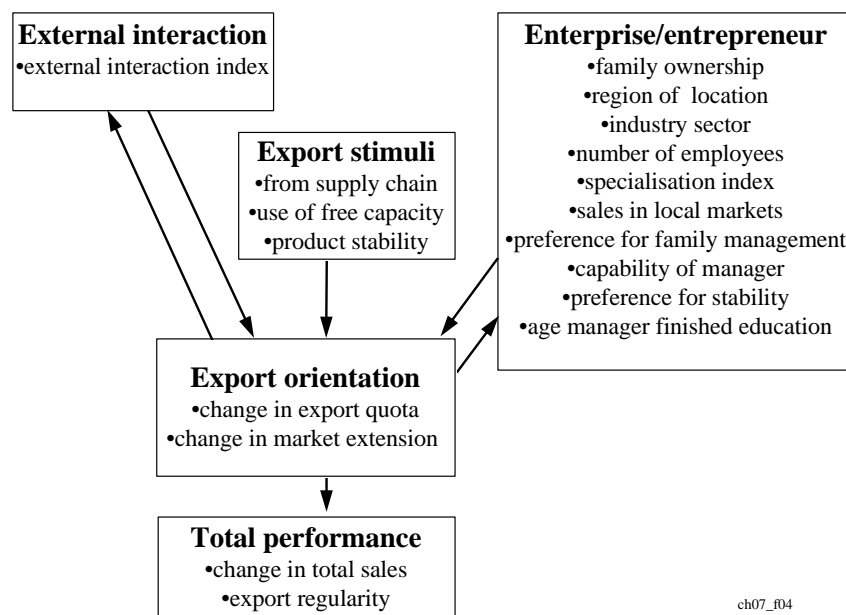 External interaction
•external interaction index
Enterprise/entrepreneur
•family ownership
•region of location
•industry sector
•number of employees
•specialisation index
•sales in local markets
•preference for family management
•capability of manager
•preference for stability
•age manager finished education
Export stimuli
•from supply chain
•use of free capacity
•product stability
Export orientation
•change in export quota
•change in market extension
Total performance
•change in total sales
•export regularity
ch07_f04